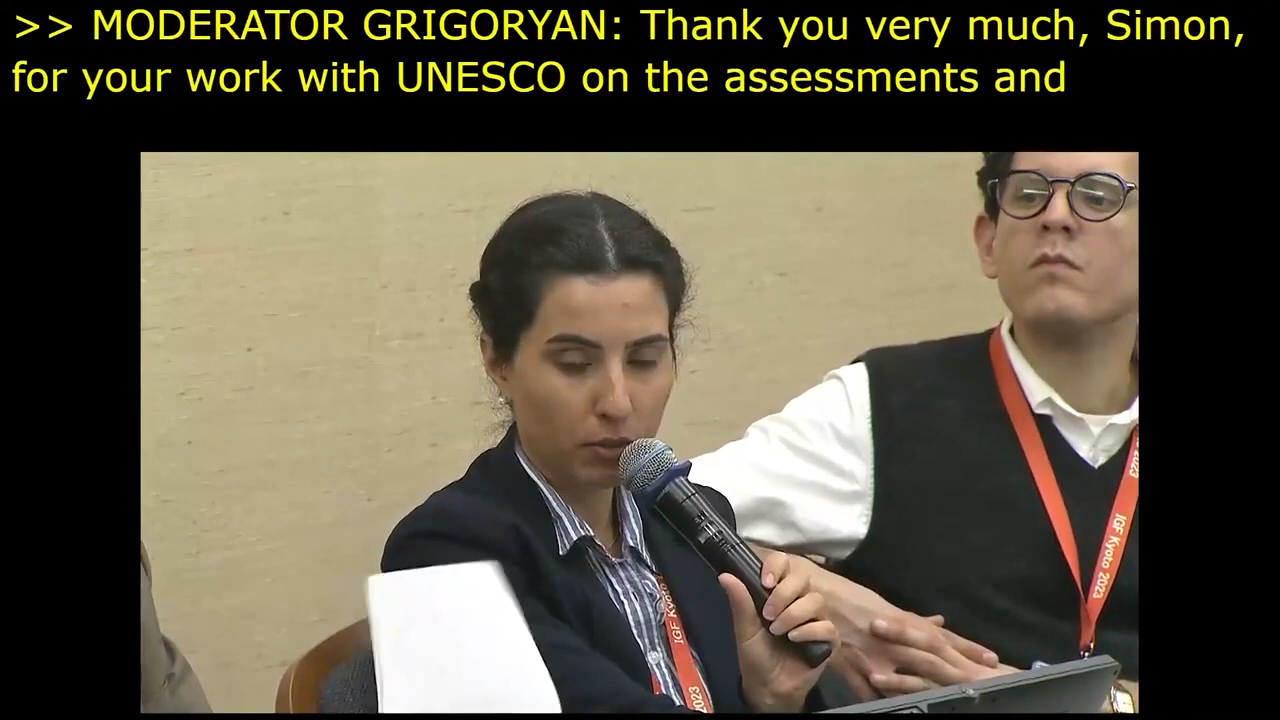 >> MODERATOR GRIGORYAN: Thank you very much, Simon,
for your work with UNESCO on the assessments and
IGF Kyoto 2023
IGF Kyoto
2023
2023